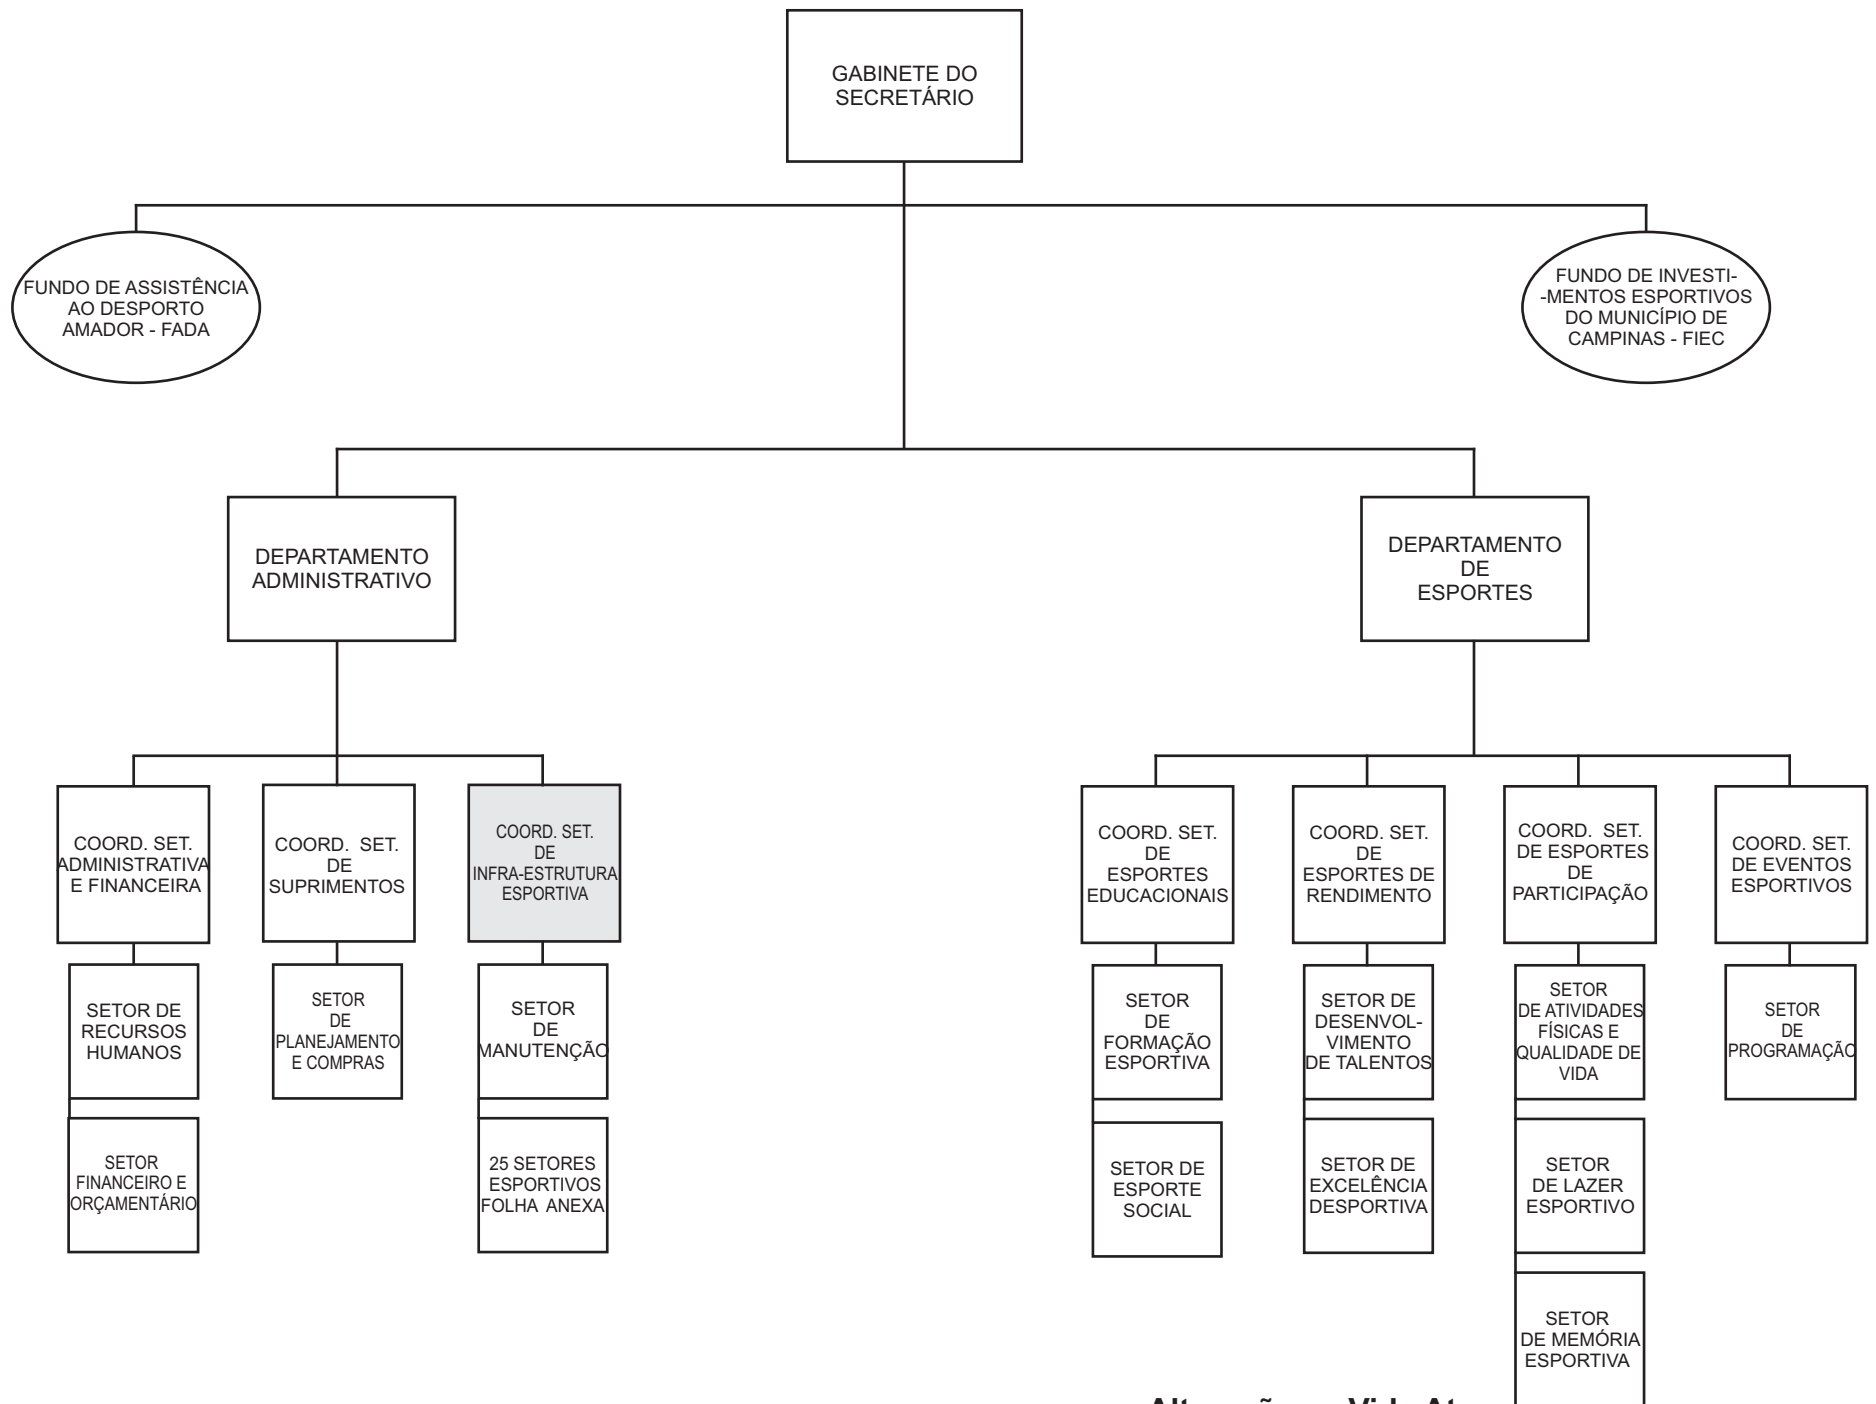 GABINETE DO
SECRETÁRIO
FUNDO DE ASSISTÊNCIA
AO DESPORTO
AMADOR - FADA
FUNDO DE INVESTI-
-MENTOS ESPORTIVOS
DO MUNICÍPIO DE
CAMPINAS - FIEC
DEPARTAMENTO
ADMINISTRATIVO
DEPARTAMENTO
DE
ESPORTES
COORD. SET.
ADMINISTRATIVA
E FINANCEIRA
COORD. SET.
DE
SUPRIMENTOS
COORD. SET.
DE
INFRA-ESTRUTURA
ESPORTIVA
COORD. SET.
DE
ESPORTES
EDUCACIONAIS
COORD. SET.
DE
ESPORTES DE
RENDIMENTO
COORD. SET.
DE ESPORTES
DE
PARTICIPAÇÃO
COORD. SET.
DE EVENTOS
ESPORTIVOS
SETOR DE
RECURSOS
HUMANOS
SETOR
DE
PLANEJAMENTO
E COMPRAS
SETOR
DE
MANUTENÇÃO
SETOR
DE
FORMAÇÃO
ESPORTIVA
SETOR DE
DESENVOL-
VIMENTO
DE TALENTOS
SETOR
DE ATIVIDADES
FÍSICAS E
QUALIDADE DE
VIDA
SETOR
DE
PROGRAMAÇÃO
SETOR
FINANCEIRO E
ORÇAMENTÁRIO
25 SETORES
ESPORTIVOS
FOLHA ANEXA
SETOR DE
ESPORTE
SOCIAL
SETOR DE
EXCELÊNCIA
DESPORTIVA
SETOR
DE LAZER
ESPORTIVO
SETOR
DE MEMÓRIA
ESPORTIVA